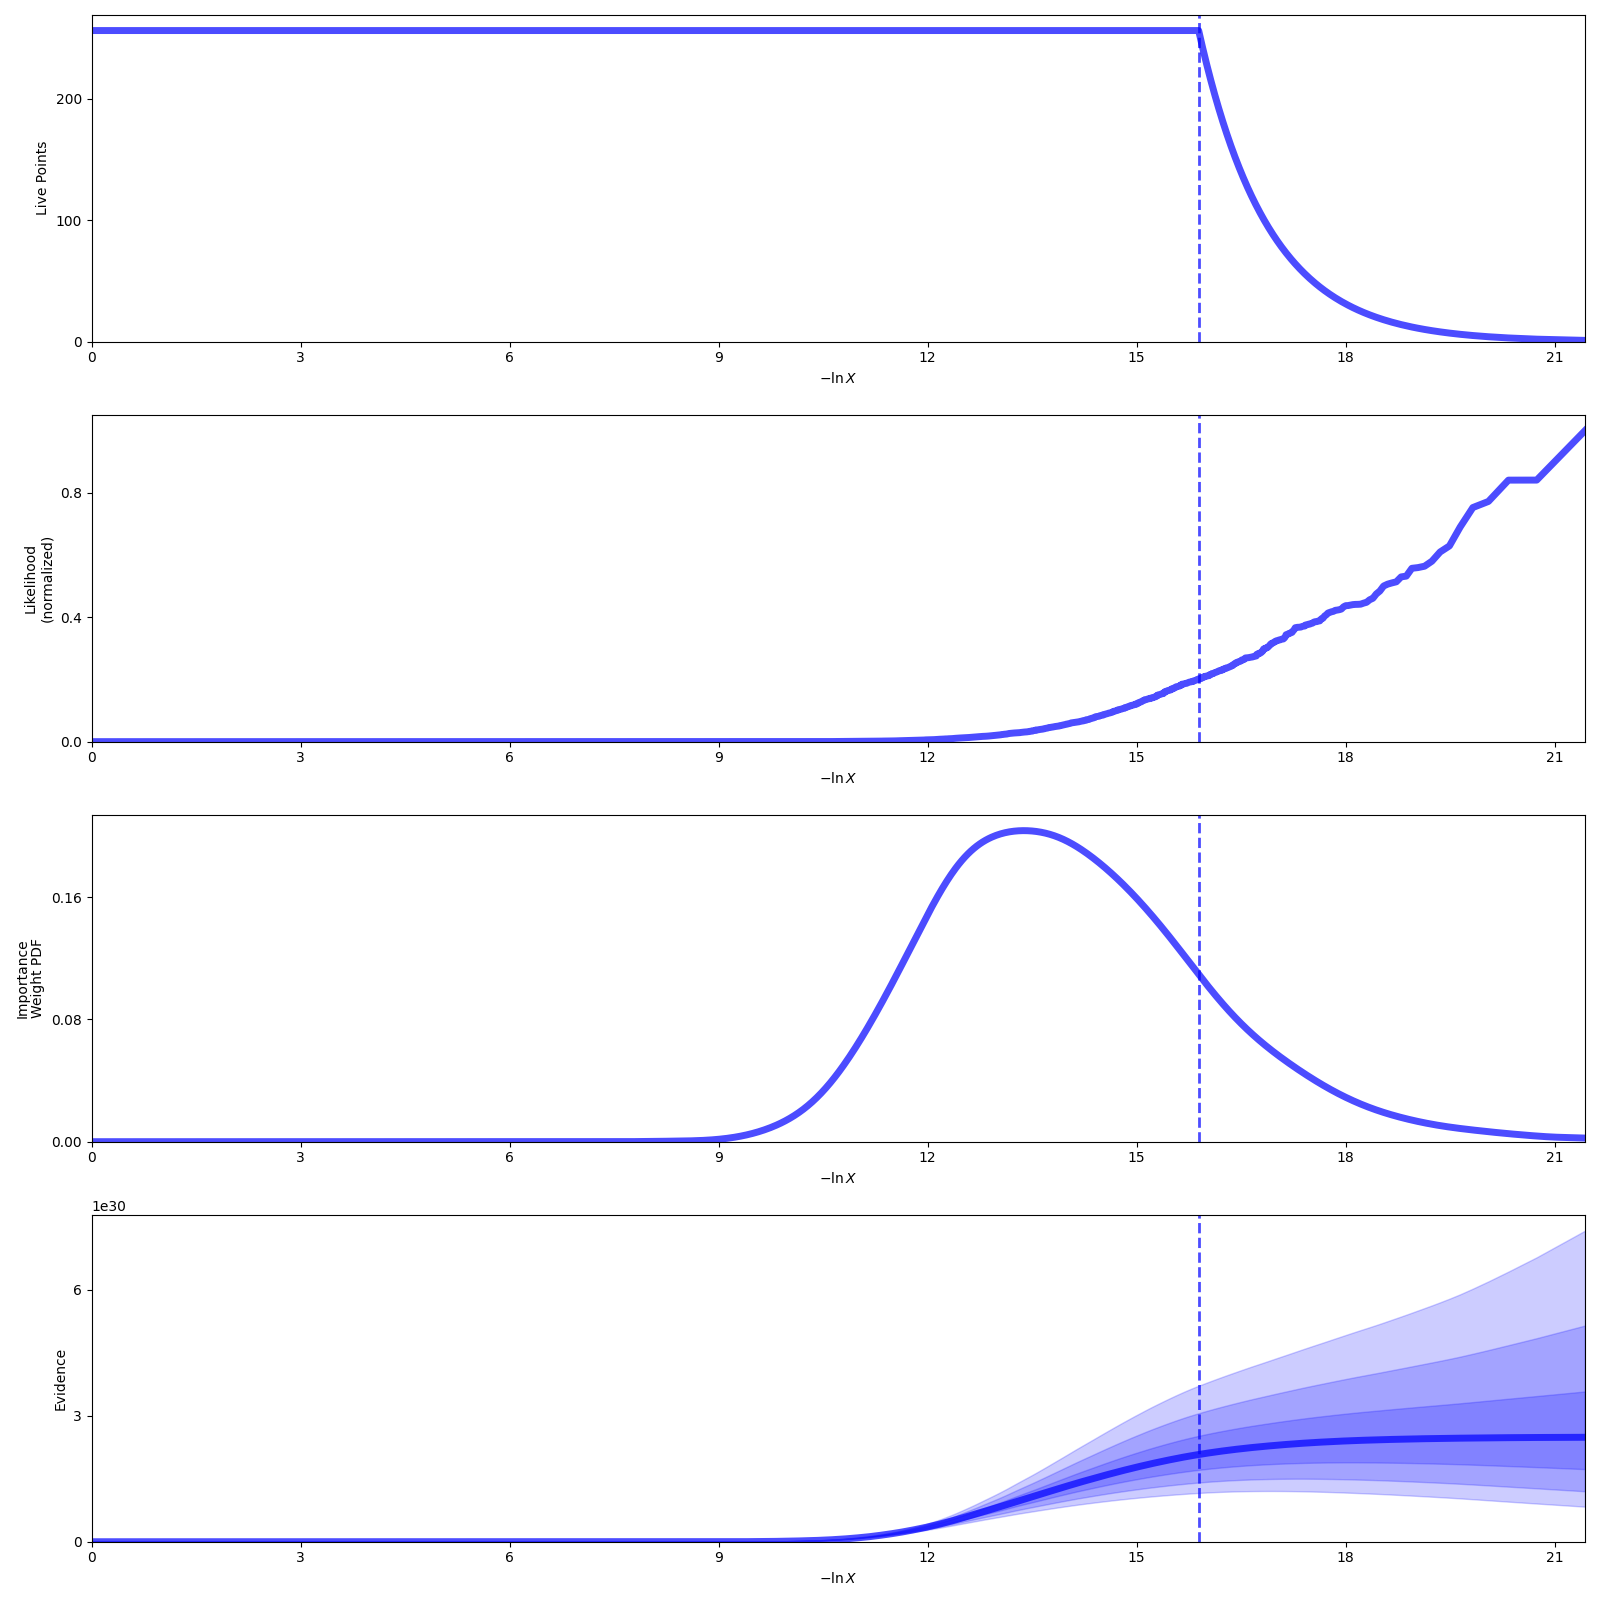 200
100
0
Live Points
0 3 6 9 12 15 18 21
−ln X
0.8
0.4
0.0
Likelihood
(normalized)
0 3 6 9 12 15 18 21
−ln X
0.16
0.08
0.00
Importance
Weight PDF
0 3 6 9 12 15 18 21
−ln X
1e30
6
3
0
Evidence
0 3 6 9 12 15 18 21
−ln X